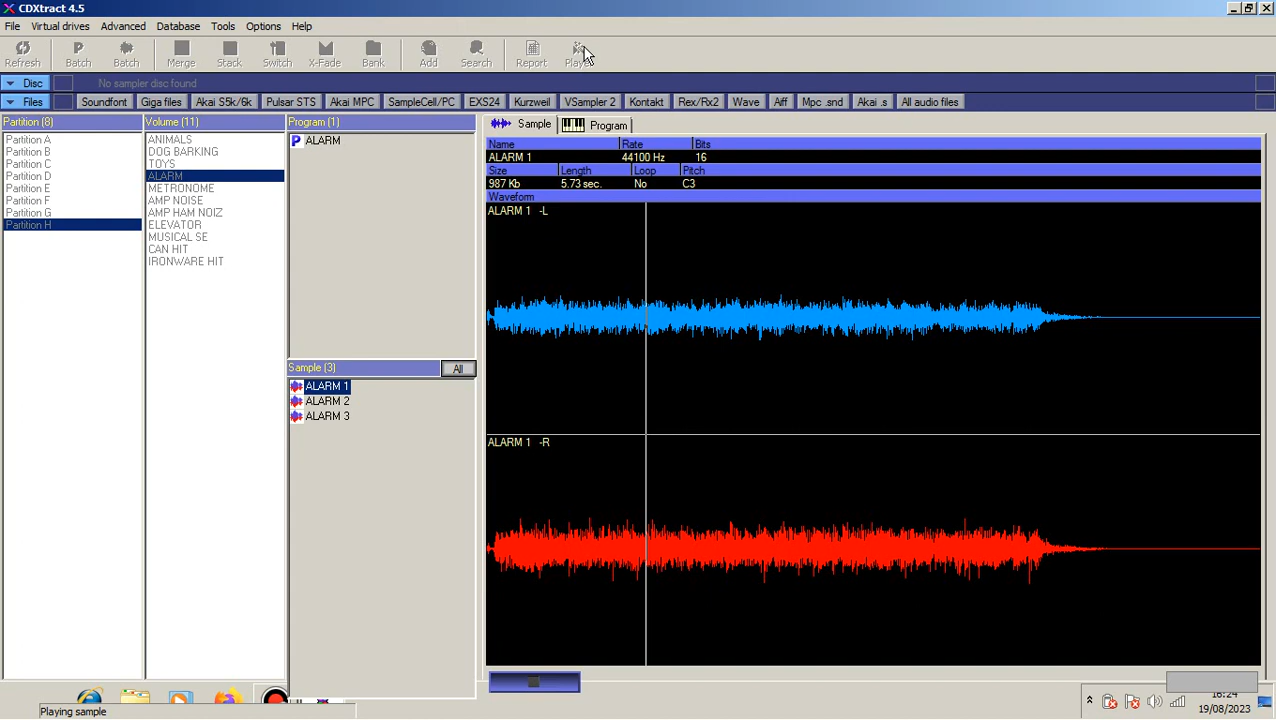 CDXtract 4.5
File Virtual drives Advanced Database Tools Options Help
Refresh Batch Batch Merge Stack Switch X-Fade Bank Add Search Report
Disc No sampler disc found
Files Soundfont Giga files Akai S5k/6k Pulsar STS Akai MPC SampleCell/PC EXS24 Kurzweil VSampler 2 Kontakt Rex/Rx2 Wave Aiff Mpc .snd Akai .s All audio files
Partition (8)
Partition A
Partition B
Partition C
Partition D
Partition E
Partition F
Partition G
Partition H
Volume (11)
ANIMALS
DOG BARKING
TOYS
ALARM
METRONOME
AMP NOISE
AMP HAM NOIZ
ELEVATOR
MUSICAL SE
CAN HIT
IRONWARE HIT
Program (1)
P ALARM
Sample (3) All
ALARM 1
ALARM 2
ALARM 3
Sample Program
Name Rate Bits
ALARM 1 44100 Hz 16
Size Length Loop Pitch
987 Kb 5.73 sec. No C3
Waveform
ALARM 1 -L
ALARM 1 -R
Playing sample
16:24
19/08/2023